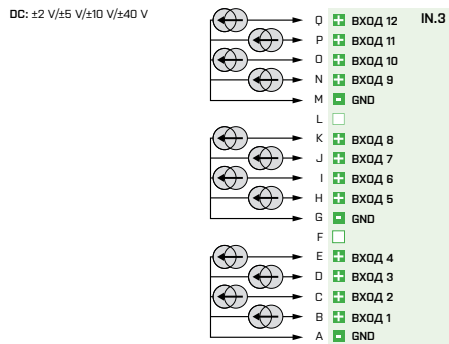 DC: ±2 V/±5 V/±10 V/±40 V
IN.3
Q + ВХОД 12
P + ВХОД 11
O + ВХОД 10
N + ВХОД 9
M - GND
L
K + ВХОД 8
J + ВХОД 7
I + ВХОД 6
H + ВХОД 5
G - GND
F
E + ВХОД 4
D + ВХОД 3
C + ВХОД 2
B + ВХОД 1
A - GND